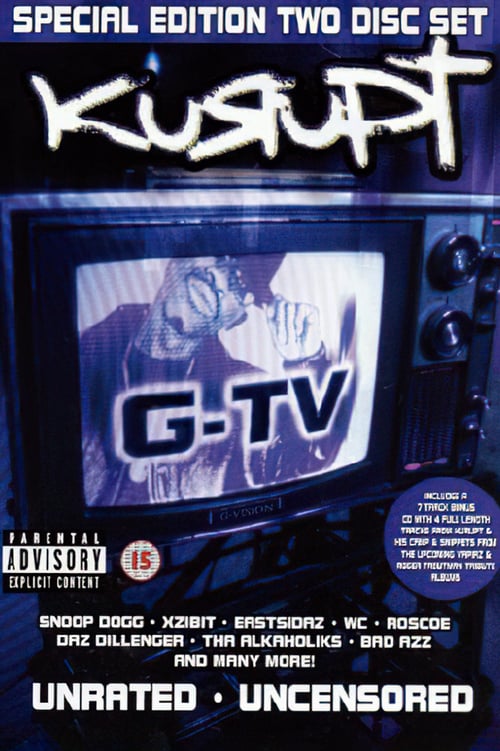 SPECIAL EDITION TWO DISC SET
KURUPT
G-TV
G-VISION
INCLUDES A
7 TRACK BONUS
CD WITH 4 FULL LENGTH
TRACKS FROM KURUPT &
HIS CAMP & SNIPPETS FROM
THE UPCOMING
ROGER TROUTMAN TRIBUTE
ALBUMS
PARENTAL
ADVISORY
EXPLICIT CONTENT
15
SNOOP DOGG · XZIBIT · EASTSIDAZ · WC · ROSCOE
DAZ DILLENGER · THA ALKAHOLIKS · BAD AZZ
AND MANY MORE!
UNRATED · UNCENSORED